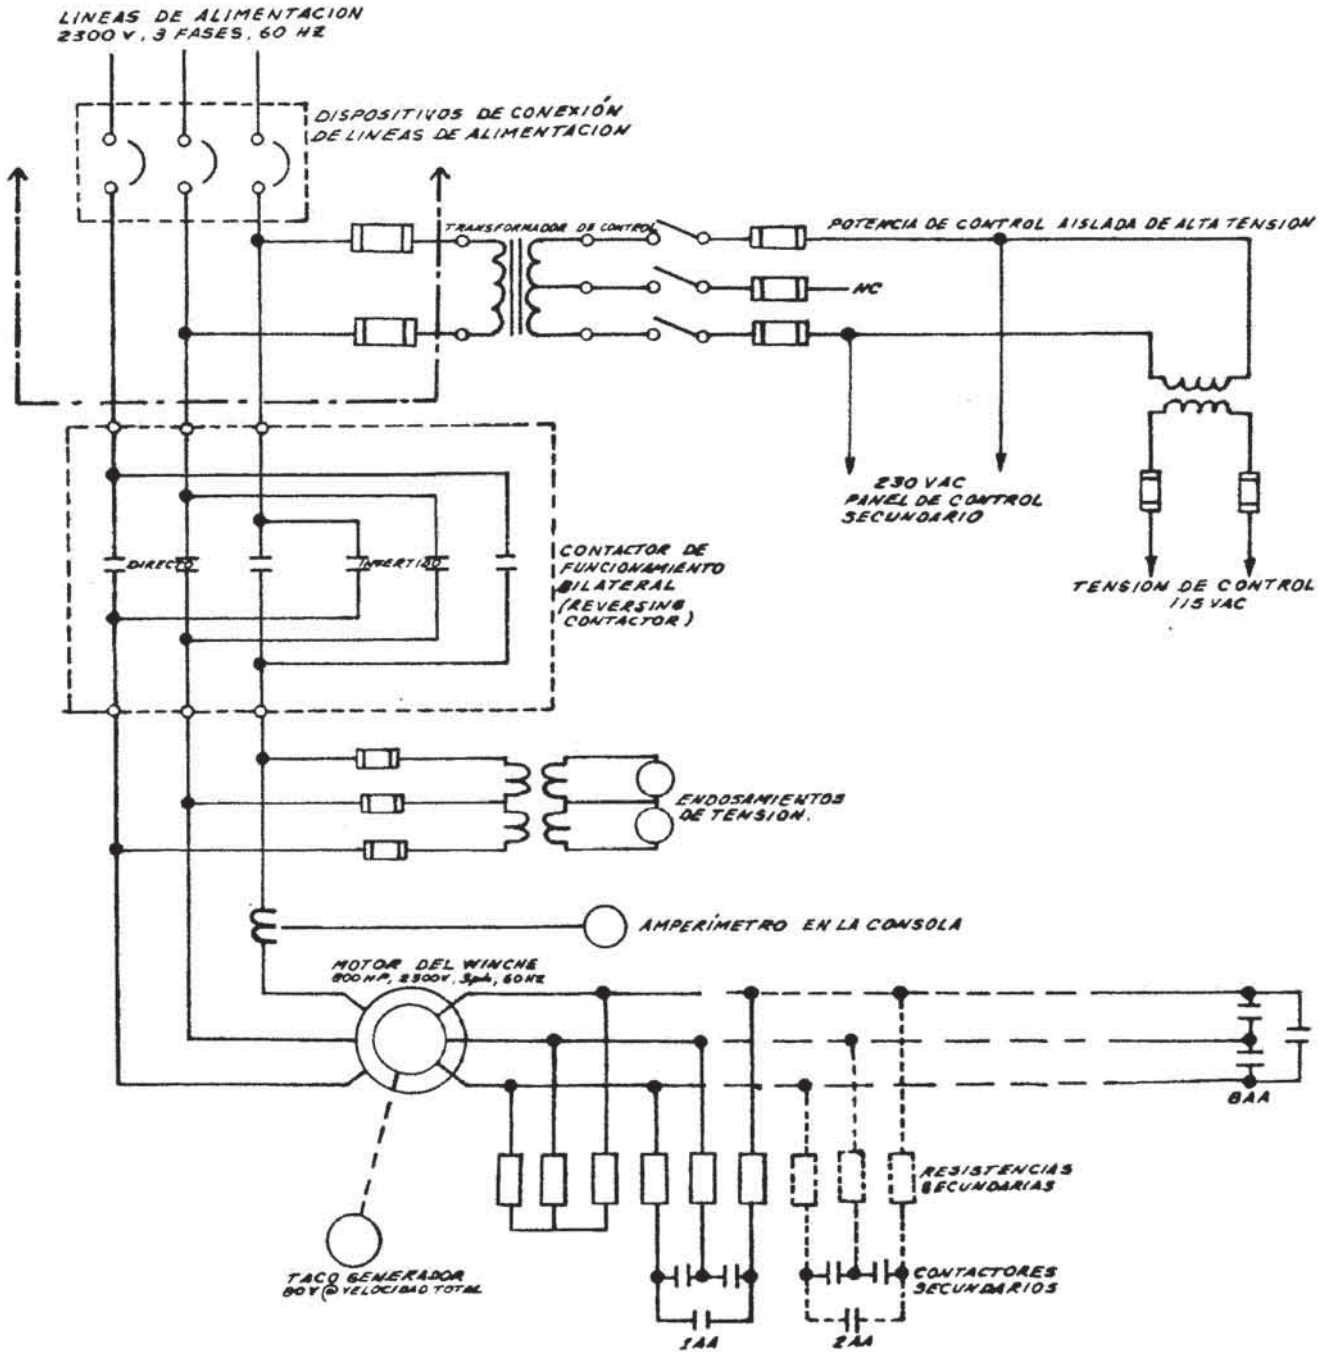 LINEAS DE ALIMENTACION
2300 V, 3 FASES, 60 HZ
DISPOSITIVOS DE CONEXIÓN
DE LINEAS DE ALIMENTACION
TRANSFORMADOR DE CONTROL
POTENCIA DE CONTROL AISLADA DE ALTA TENSION
NC
230 VAC
PANEL DE CONTROL
SECUNDARIO
TENSION DE CONTROL
115 VAC
DIRECTO
INVERTIDO
CONTACTOR DE
FUNCIONAMIENTO
BILATERAL
(REVERSING
CONTACTOR)
ENDOSAMIENTOS
DE TENSION.
AMPERÍMETRO EN LA CONSOLA
MOTOR DEL WINCHE
800 HP, 2300V, 3ph, 60HZ
8AA
RESISTENCIAS
SECUNDARIAS
TACO GENERADOR
80V @ VELOCIDAD TOTAL
CONTACTORES
SECUNDARIOS
1AA
2AA